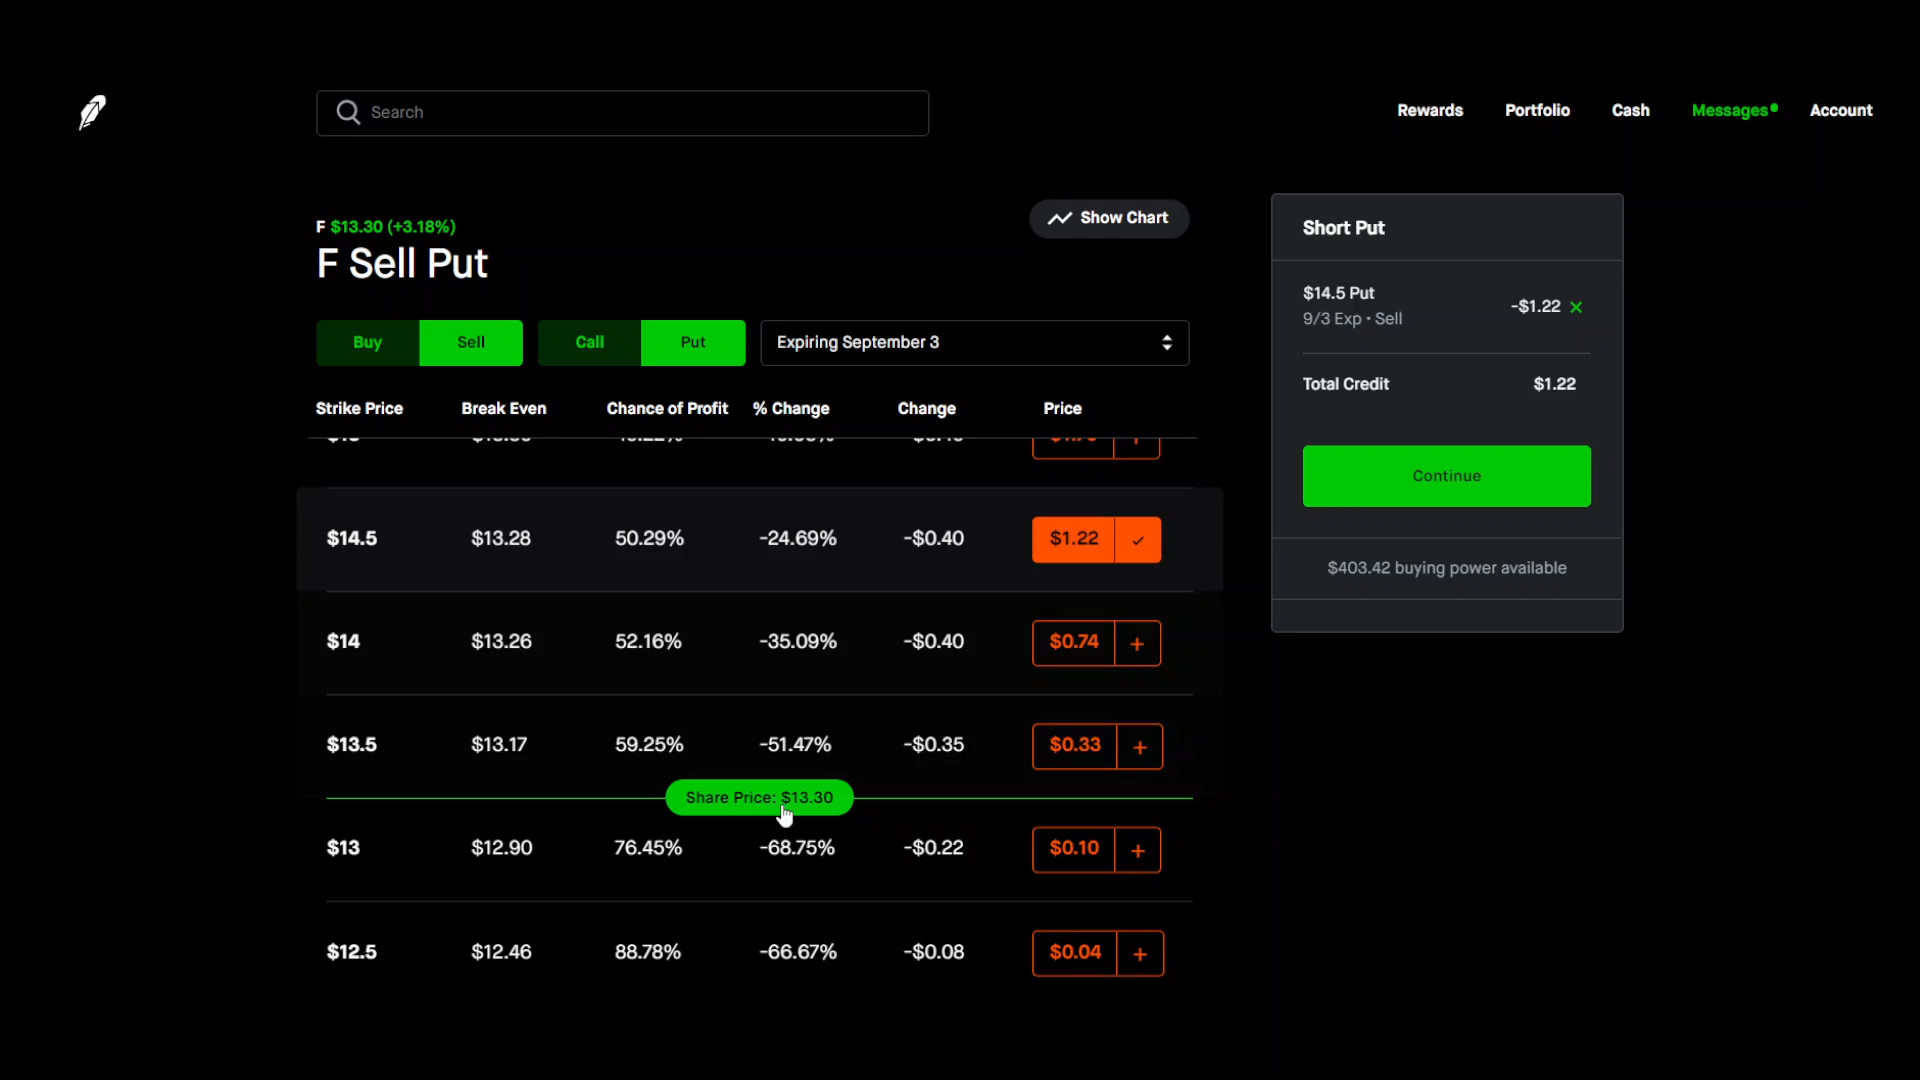 Search
Rewards Portfolio Cash Messages Account
F $13.30 (+3.18%)
F Sell Put
Show Chart
Buy Sell Call Put Expiring September 3
Strike Price Break Even Chance of Profit % Change Change Price
$14.5 $13.28 50.29% -24.69% -$0.40 $1.22
$14 $13.26 52.16% -35.09% -$0.40 $0.74 +
$13.5 $13.17 59.25% -51.47% -$0.35 $0.33 +
Share Price: $13.30
$13 $12.90 76.45% -68.75% -$0.22 $0.10 +
$12.5 $12.46 88.78% -66.67% -$0.08 $0.04 +
Short Put
$14.5 Put -$1.22
9/3 Exp • Sell
Total Credit $1.22
Continue
$403.42 buying power available